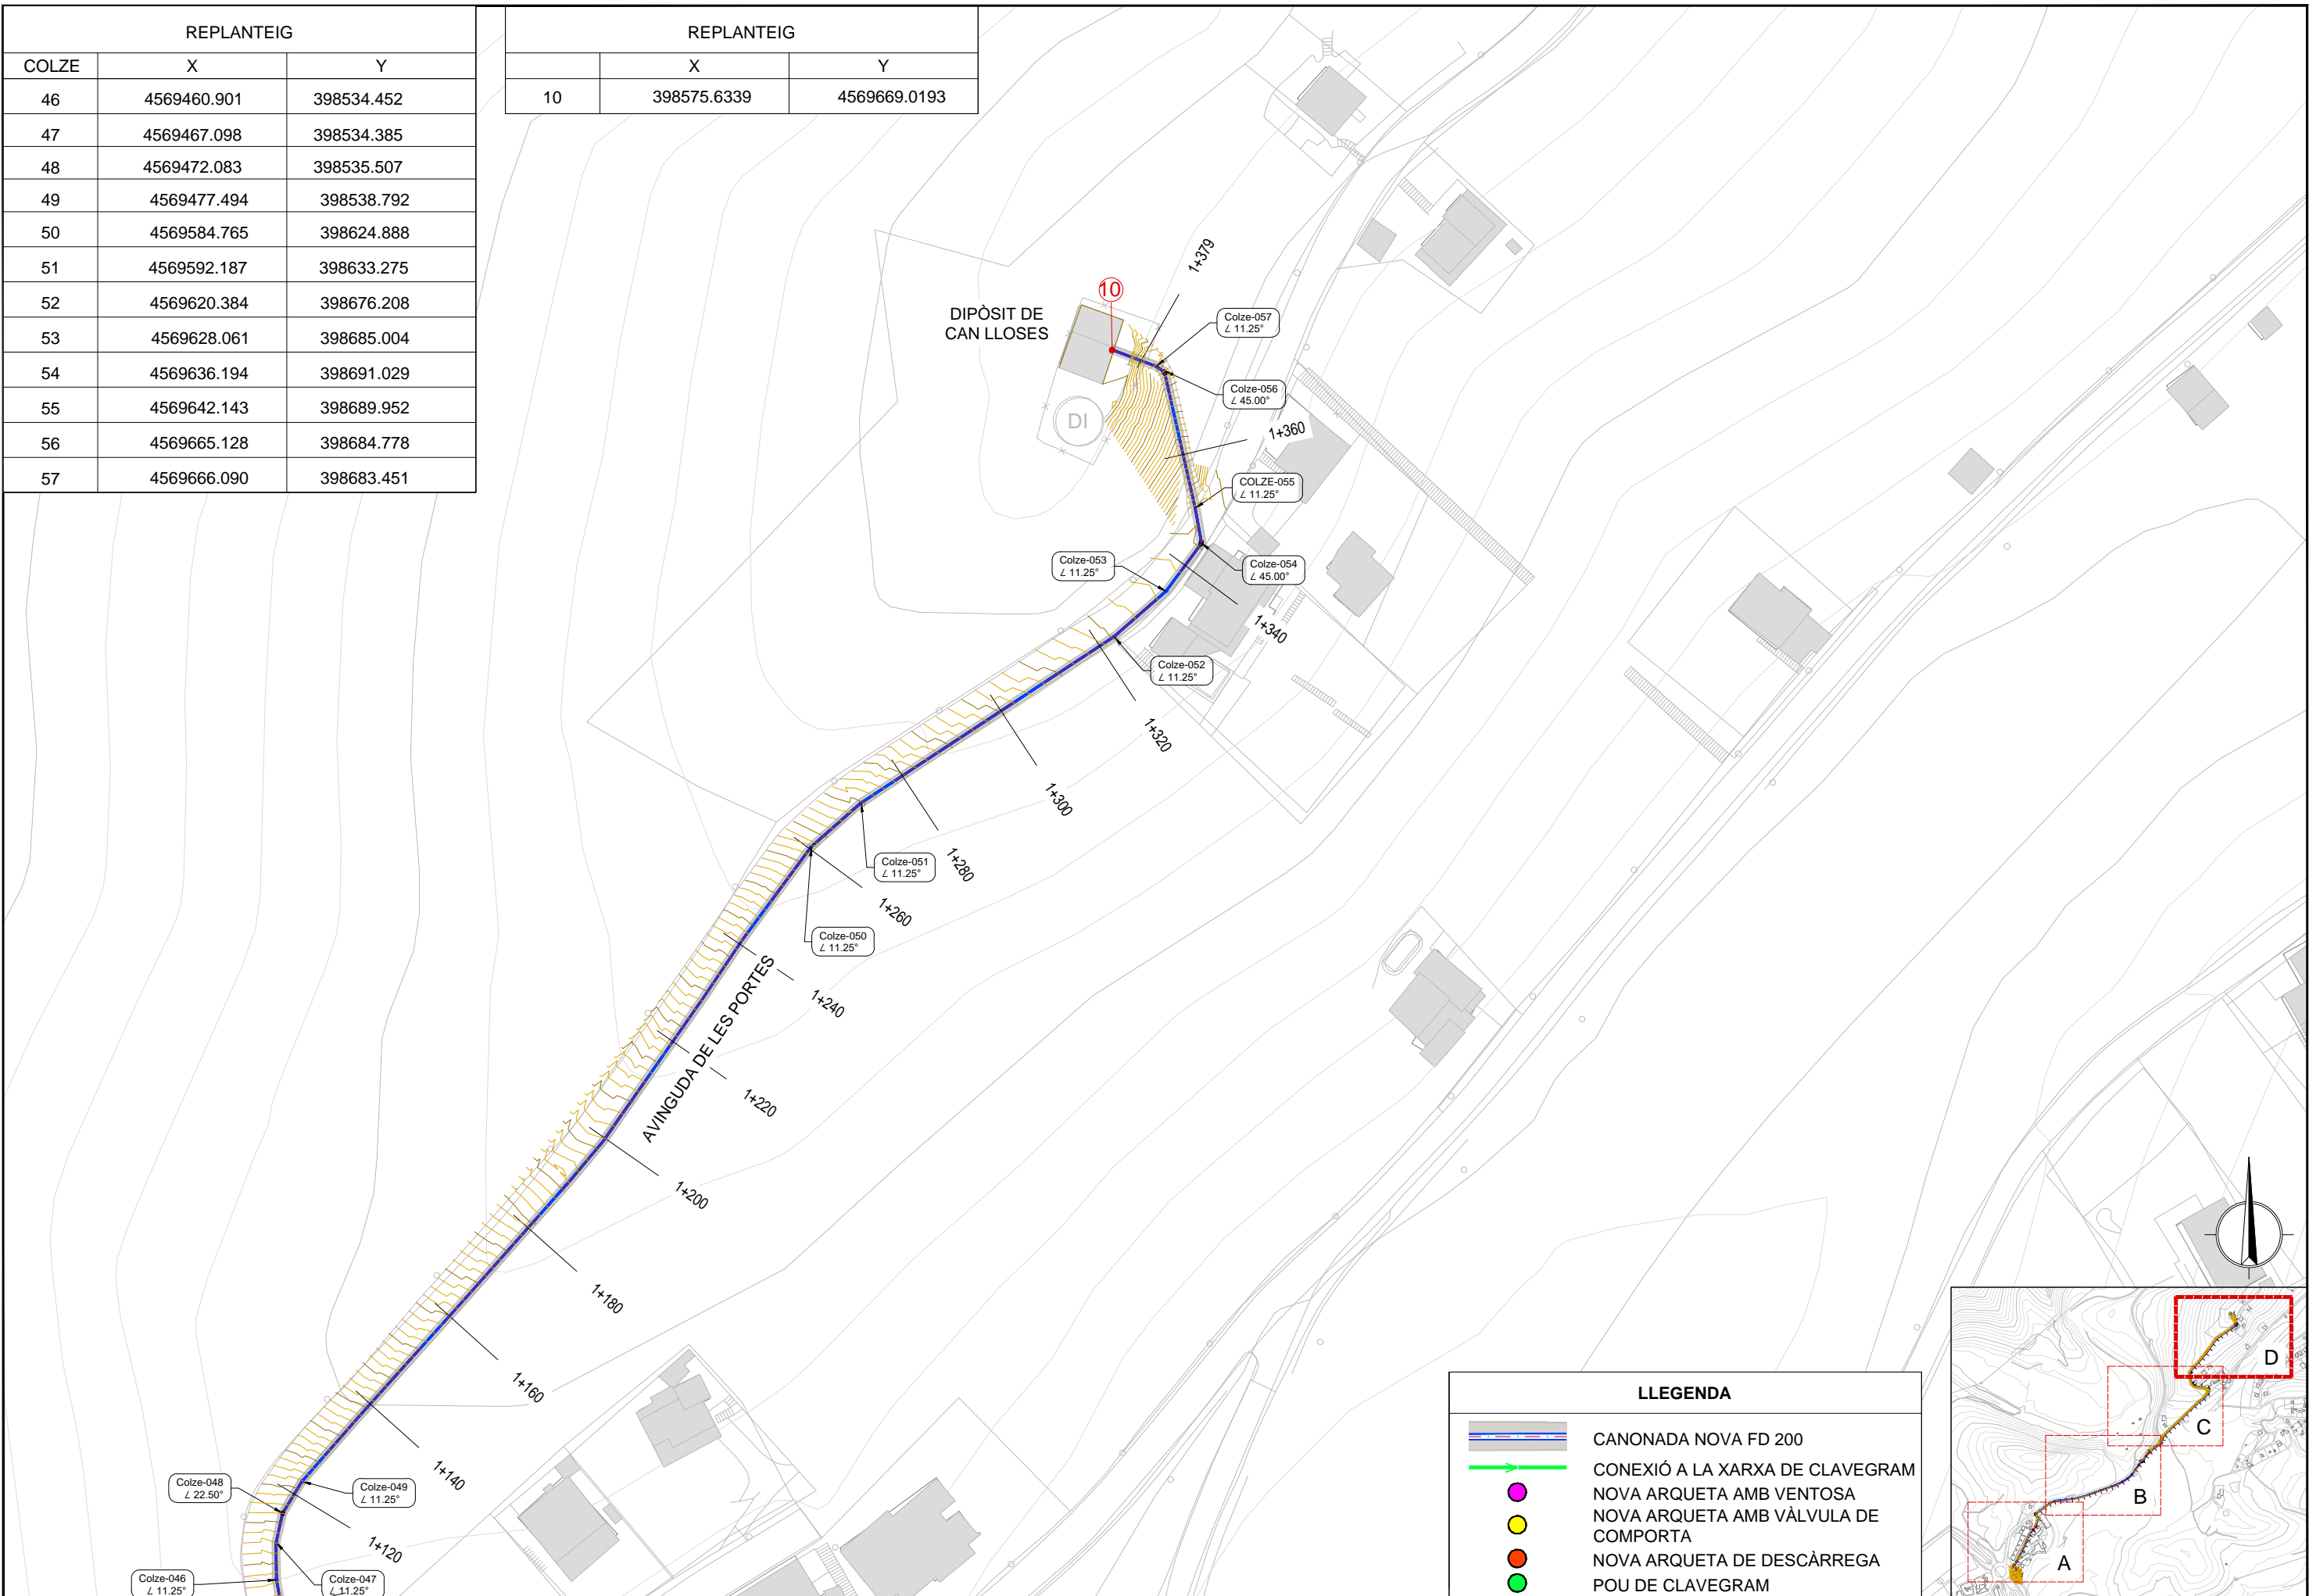 REPLANTEIG
COLZE X Y
46 4569460.901 398534.452
47 4569467.098 398534.385
48 4569472.083 398535.507
49 4569477.494 398538.792
50 4569584.765 398624.888
51 4569592.187 398633.275
52 4569620.384 398676.208
53 4569628.061 398685.004
54 4569636.194 398691.029
55 4569642.143 398689.952
56 4569665.128 398684.778
57 4569666.090 398683.451
REPLANTEIG
X Y
10 398575.6339 4569669.0193
1+379
10
DIPÒSIT DE
CAN LLOSES
Colze-057
∠ 11.25°
Colze-056
∠ 45.00°
DI
1+360
COLZE-055
∠ 11.25°
Colze-053
∠ 11.25°
Colze-054
∠ 45.00°
1+340
Colze-052
∠ 11.25°
1+320
1+300
Colze-051
∠ 11.25°
1+280
1+260
Colze-050
∠ 11.25°
AVINGUDA DE LES PORTES
1+240
1+220
1+200
1+180
1+160
1+140
Colze-048
∠ 22.50°
Colze-049
∠ 11.25°
1+120
Colze-046
∠ 11.25°
Colze-047
∠ 11.25°
LLEGENDA
CANONADA NOVA FD 200
CONEXIÓ A LA XARXA DE CLAVEGRAM
NOVA ARQUETA AMB VENTOSA
NOVA ARQUETA AMB VÀLVULA DE
COMPORTA
NOVA ARQUETA DE DESCÀRREGA
POU DE CLAVEGRAM
D
C
B
A